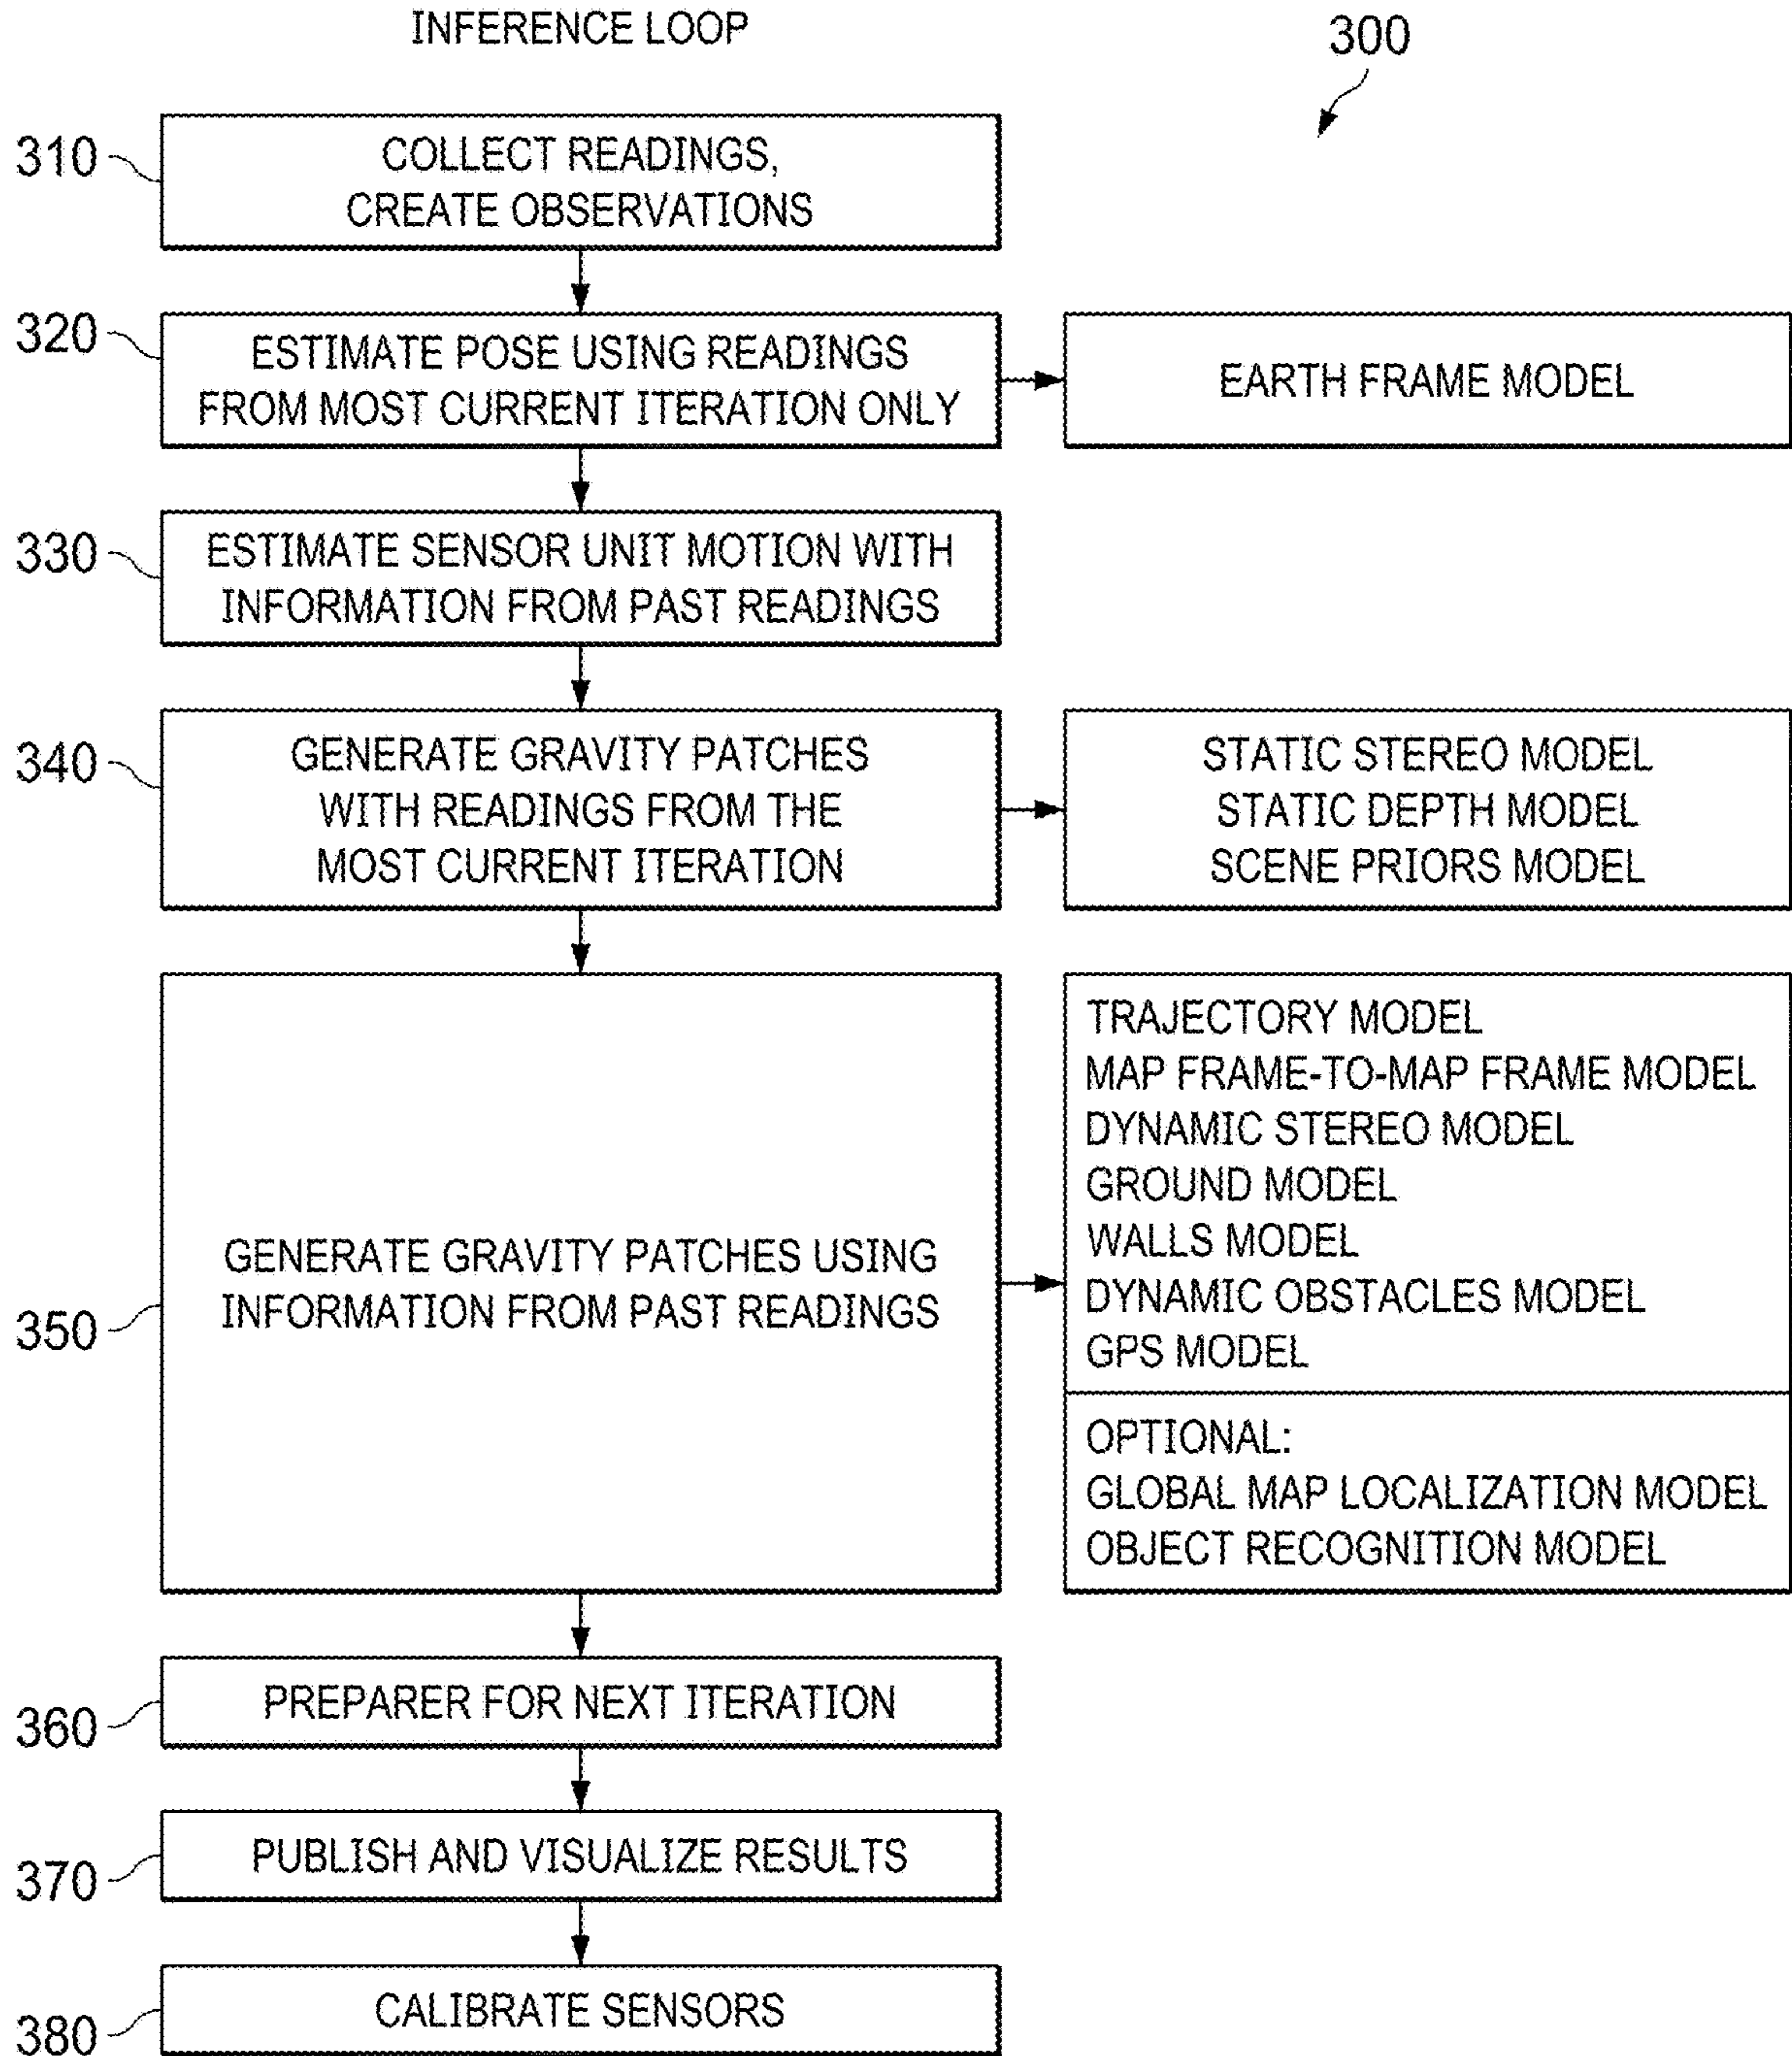 INFERENCE LOOP
300
310
COLLECT READINGS,
CREATE OBSERVATIONS
320
ESTIMATE POSE USING READINGS
FROM MOST CURRENT ITERATION ONLY
EARTH FRAME MODEL
330
ESTIMATE SENSOR UNIT MOTION WITH
INFORMATION FROM PAST READINGS
340
GENERATE GRAVITY PATCHES
WITH READINGS FROM THE
MOST CURRENT ITERATION
STATIC STEREO MODEL
STATIC DEPTH MODEL
SCENE PRIORS MODEL
350
GENERATE GRAVITY PATCHES USING
INFORMATION FROM PAST READINGS
TRAJECTORY MODEL
MAP FRAME-TO-MAP FRAME MODEL
DYNAMIC STEREO MODEL
GROUND MODEL
WALLS MODEL
DYNAMIC OBSTACLES MODEL
GPS MODEL
OPTIONAL:
GLOBAL MAP LOCALIZATION MODEL
OBJECT RECOGNITION MODEL
360
PREPARER FOR NEXT ITERATION
370
PUBLISH AND VISUALIZE RESULTS
380
CALIBRATE SENSORS